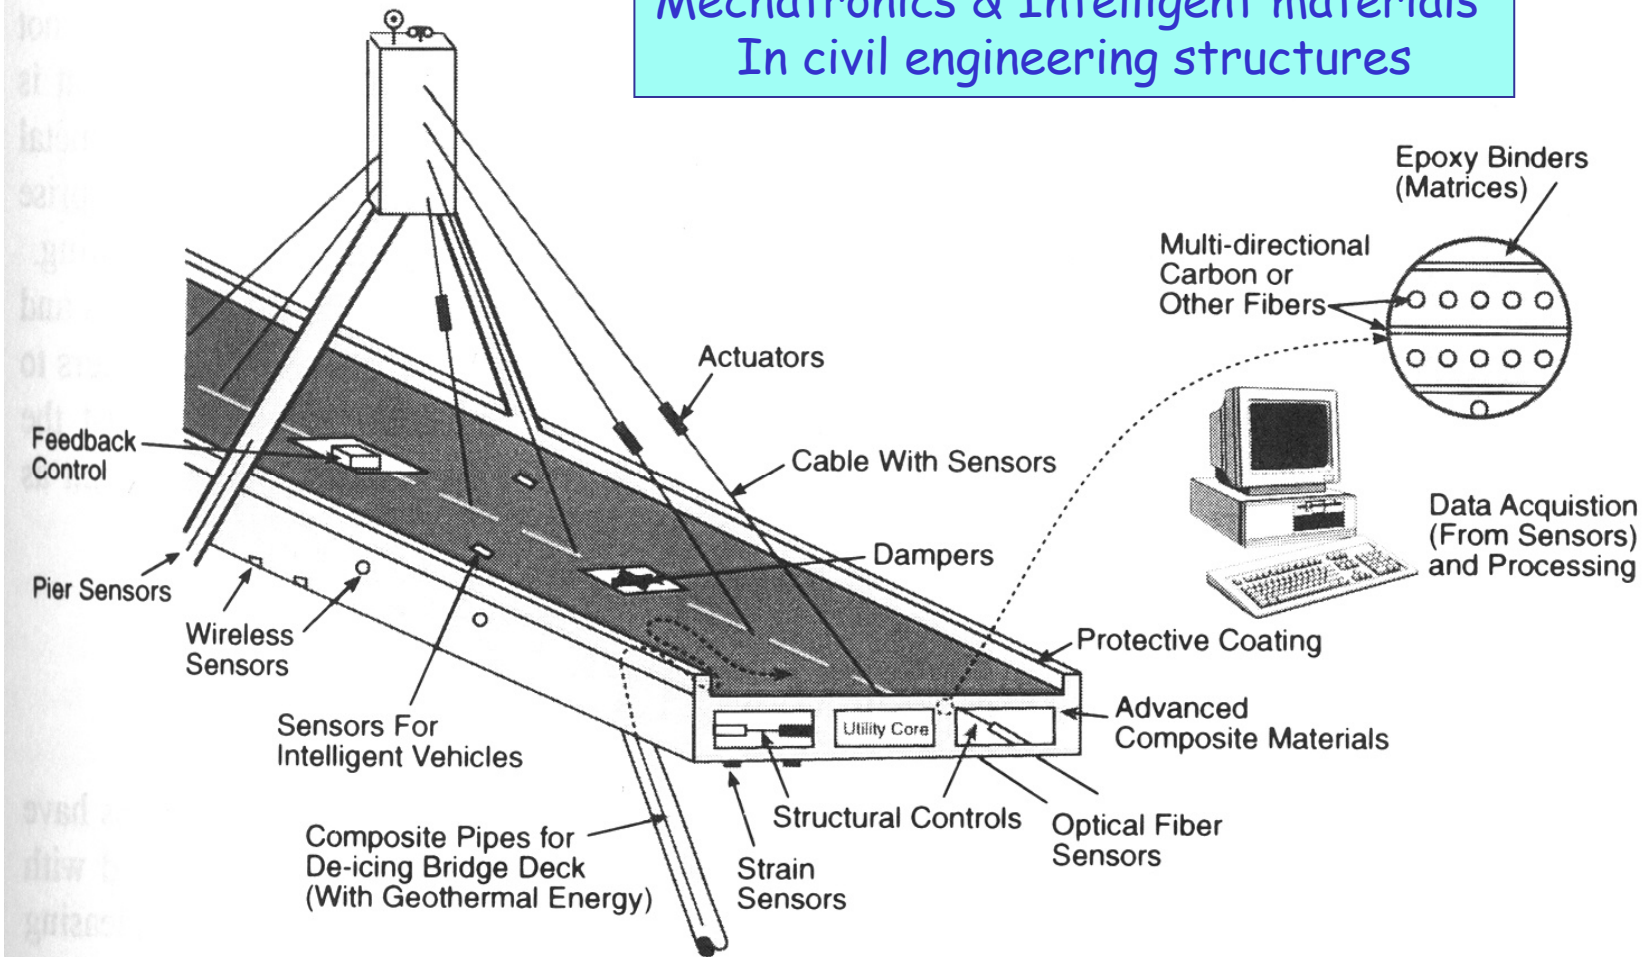 Mechatronics & Intelligent materials
In civil engineering structures
Epoxy Binders
(Matrices)
Multi-directional
Carbon or
Other Fibers
Actuators
Feedback
Control
Cable With Sensors
Data Acquistion
(From Sensors)
and Processing
Dampers
Pier Sensors
Wireless
Sensors
Protective Coating
Sensors For
Intelligent Vehicles
Utility Core
Advanced
Composite Materials
Structural Controls
Optical Fiber
Sensors
Composite Pipes for
De-icing Bridge Deck
(With Geothermal Energy)
Strain
Sensors